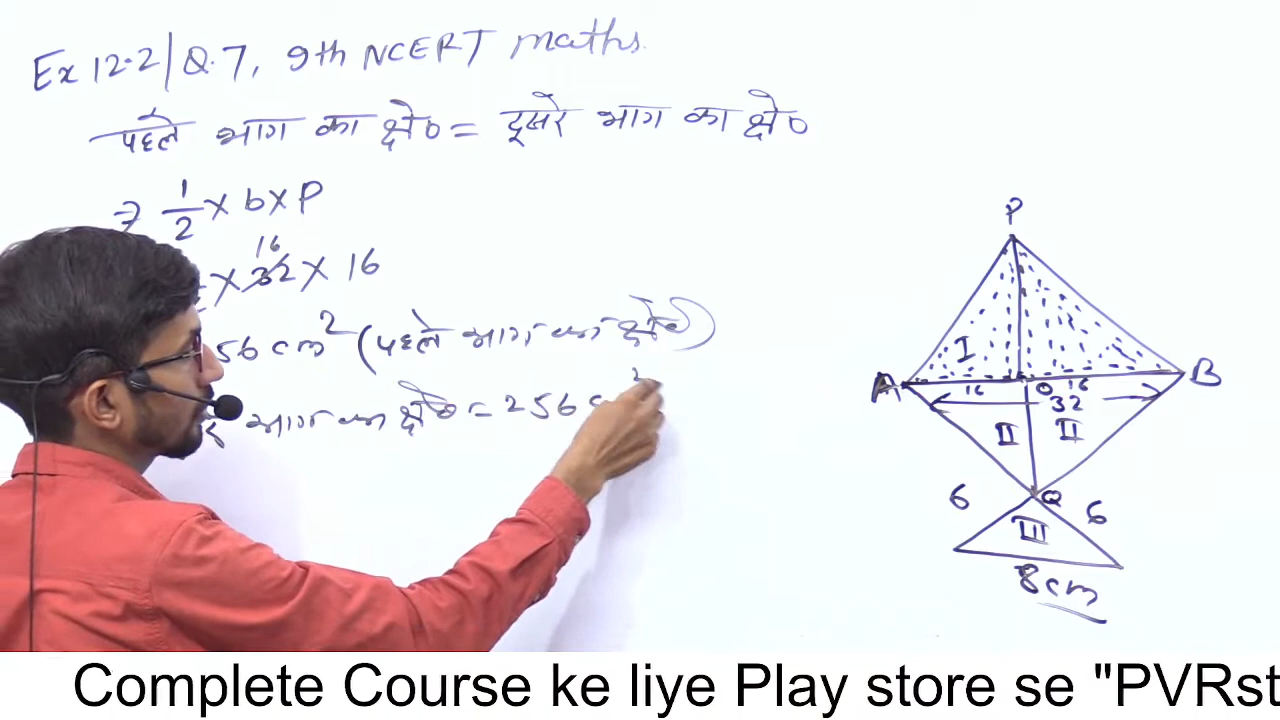 Ex 12.2 | Q.7, 9th NCERT maths.
पहले भाग का क्षे० = दूसरे भाग का क्षे०
⇒ 1/2 × b × P
× 32 × 16
16
56 cm² (पहले भाग का क्षे०)
भाग का क्षे० = 256 c 2
P
I
A O B
16 16
32
II II
Q
6 6
III
8cm
Complete Course ke liye Play store se "PVRst